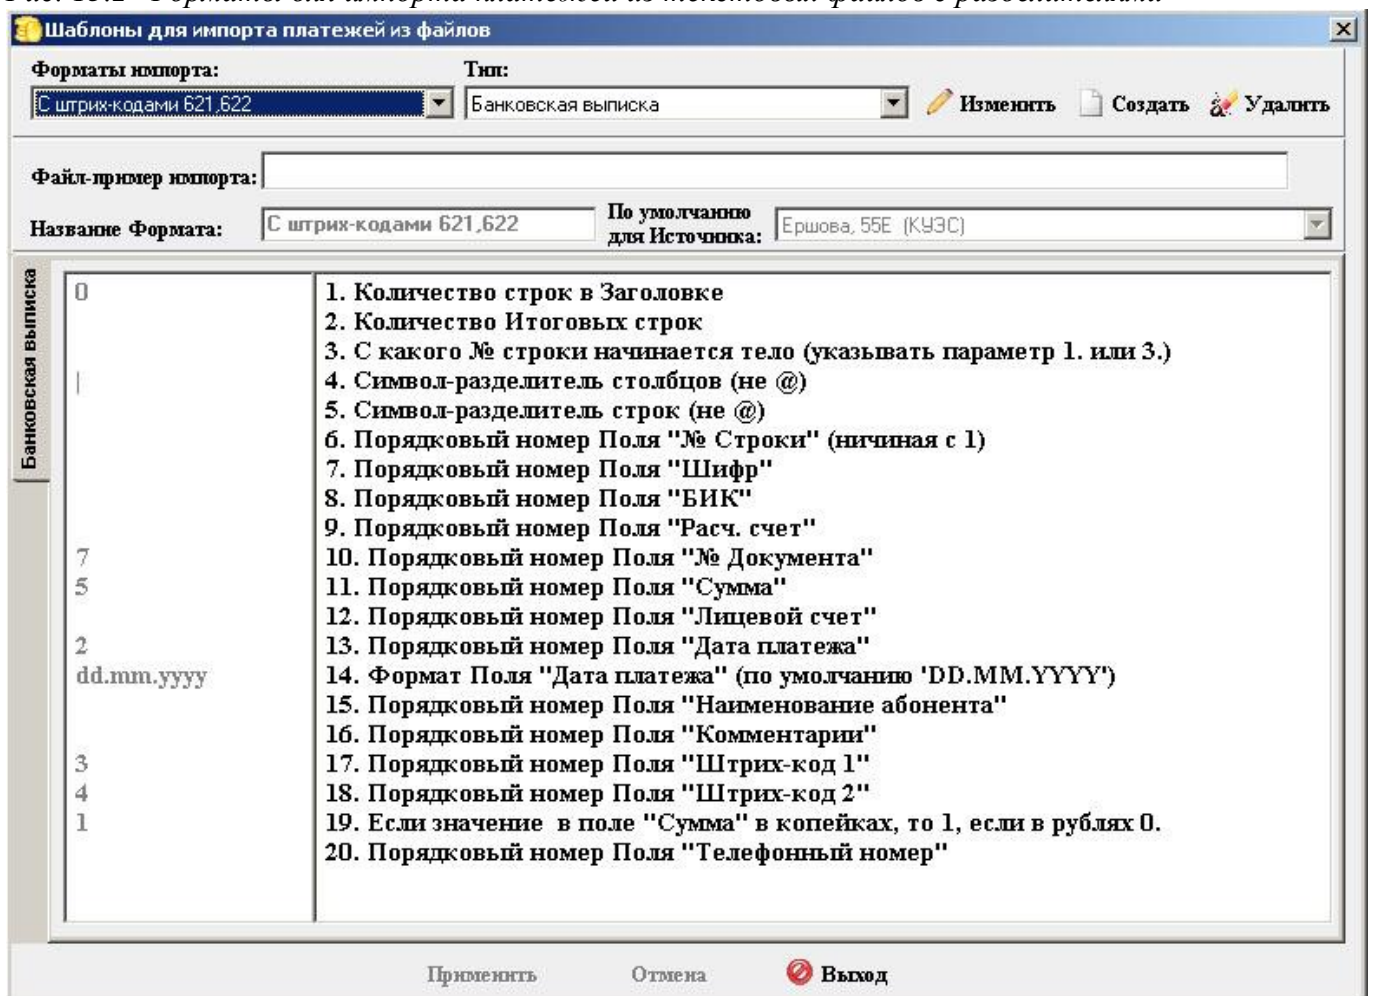 Шаблоны для импорта платежей из файлов
Форматы импорта: Тип:
С штрих-кодами 621,622 Банковская выписка Изменить Создать Удалить
Файл-пример импорта:
Название Формата: С штрих-кодами 621,622 По умолчанию для Источника: Ершова, 55Е (КУЭС)
Банковская выписка
0 1. Количество строк в Заголовке
2. Количество Итоговых строк
3. С какого № строки начинается тело (указывать параметр 1. или 3.)
| 4. Символ-разделитель столбцов (не @)
5. Символ-разделитель строк (не @)
6. Порядковый номер Поля "№ Строки" (ничиная с 1)
7. Порядковый номер Поля "Шифр"
8. Порядковый номер Поля "БИК"
9. Порядковый номер Поля "Расч. счет"
7 10. Порядковый номер Поля "№ Документа"
5 11. Порядковый номер Поля "Сумма"
12. Порядковый номер Поля "Лицевой счет"
2 13. Порядковый номер Поля "Дата платежа"
dd.mm.yyyy 14. Формат Поля "Дата платежа" (по умолчанию 'DD.MM.YYYY')
15. Порядковый номер Поля "Наименование абонента"
16. Порядковый номер Поля "Комментарии"
3 17. Порядковый номер Поля "Штрих-код 1"
4 18. Порядковый номер Поля "Штрих-код 2"
1 19. Если значение в поле "Сумма" в копейках, то 1, если в рублях 0.
20. Порядковый номер Поля "Телефонный номер"
Применить Отмена Выход